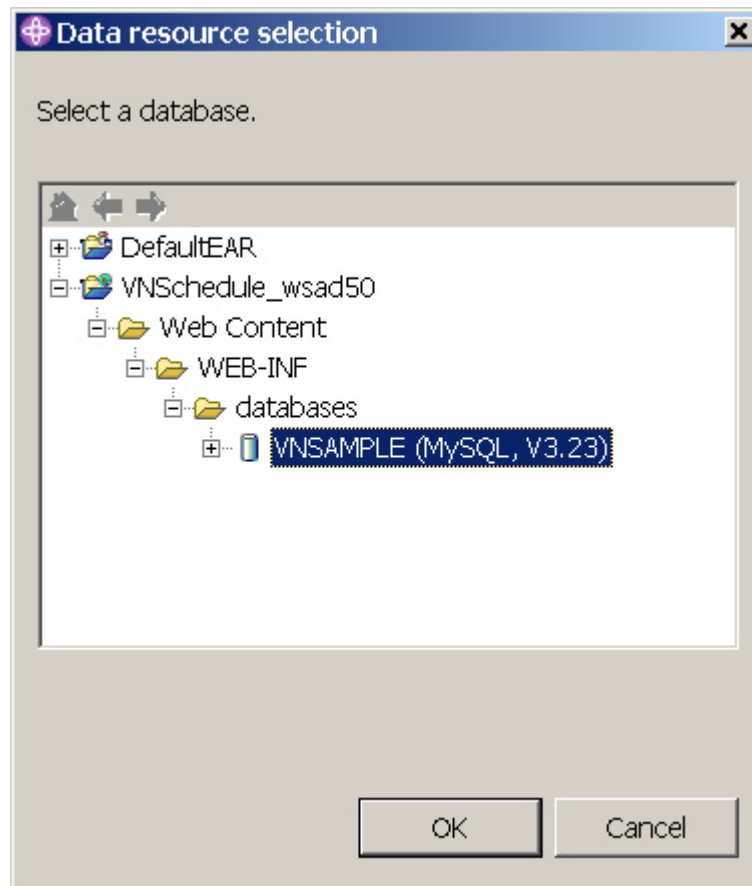 Data resource selection
Select a database.
DefaultEAR
VNSchedule_wsad50
Web Content
WEB-INF
databases
VNSAMPLE (MySQL, V3.23)
OK Cancel